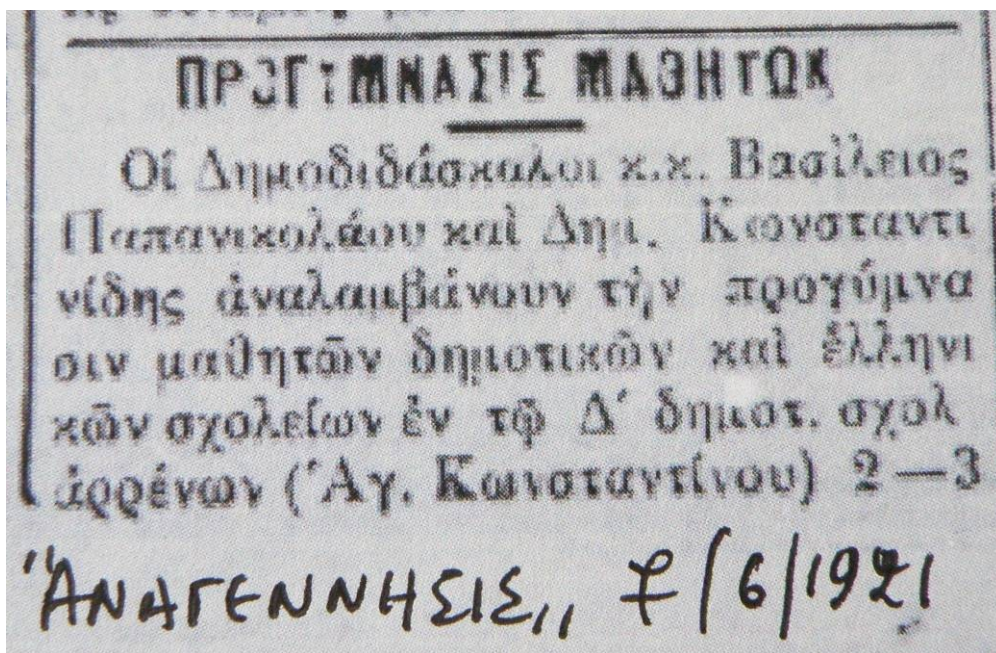 ΠΡΟΓΥΜΝΑΣΙΣ ΜΑΘΗΤΩΝ
Οἱ Δημοδιδάσκαλοι κ.κ. Βασίλειος
Παπανικολάου καὶ Δημ. Κωνσταντι
νίδης ἀναλαμβάνουν τὴν προγύμνα
σιν μαθητῶν δημοτικῶν καὶ ἑλληνι
κῶν σχολείων ἐν τῷ Δ΄ δημοτ. σχολ
ἀρρένων (Ἁγ. Κωνσταντίνου) 2—3
"ΑΝΑΓΕΝΝΗΣΙΣ,, 7/6/1921